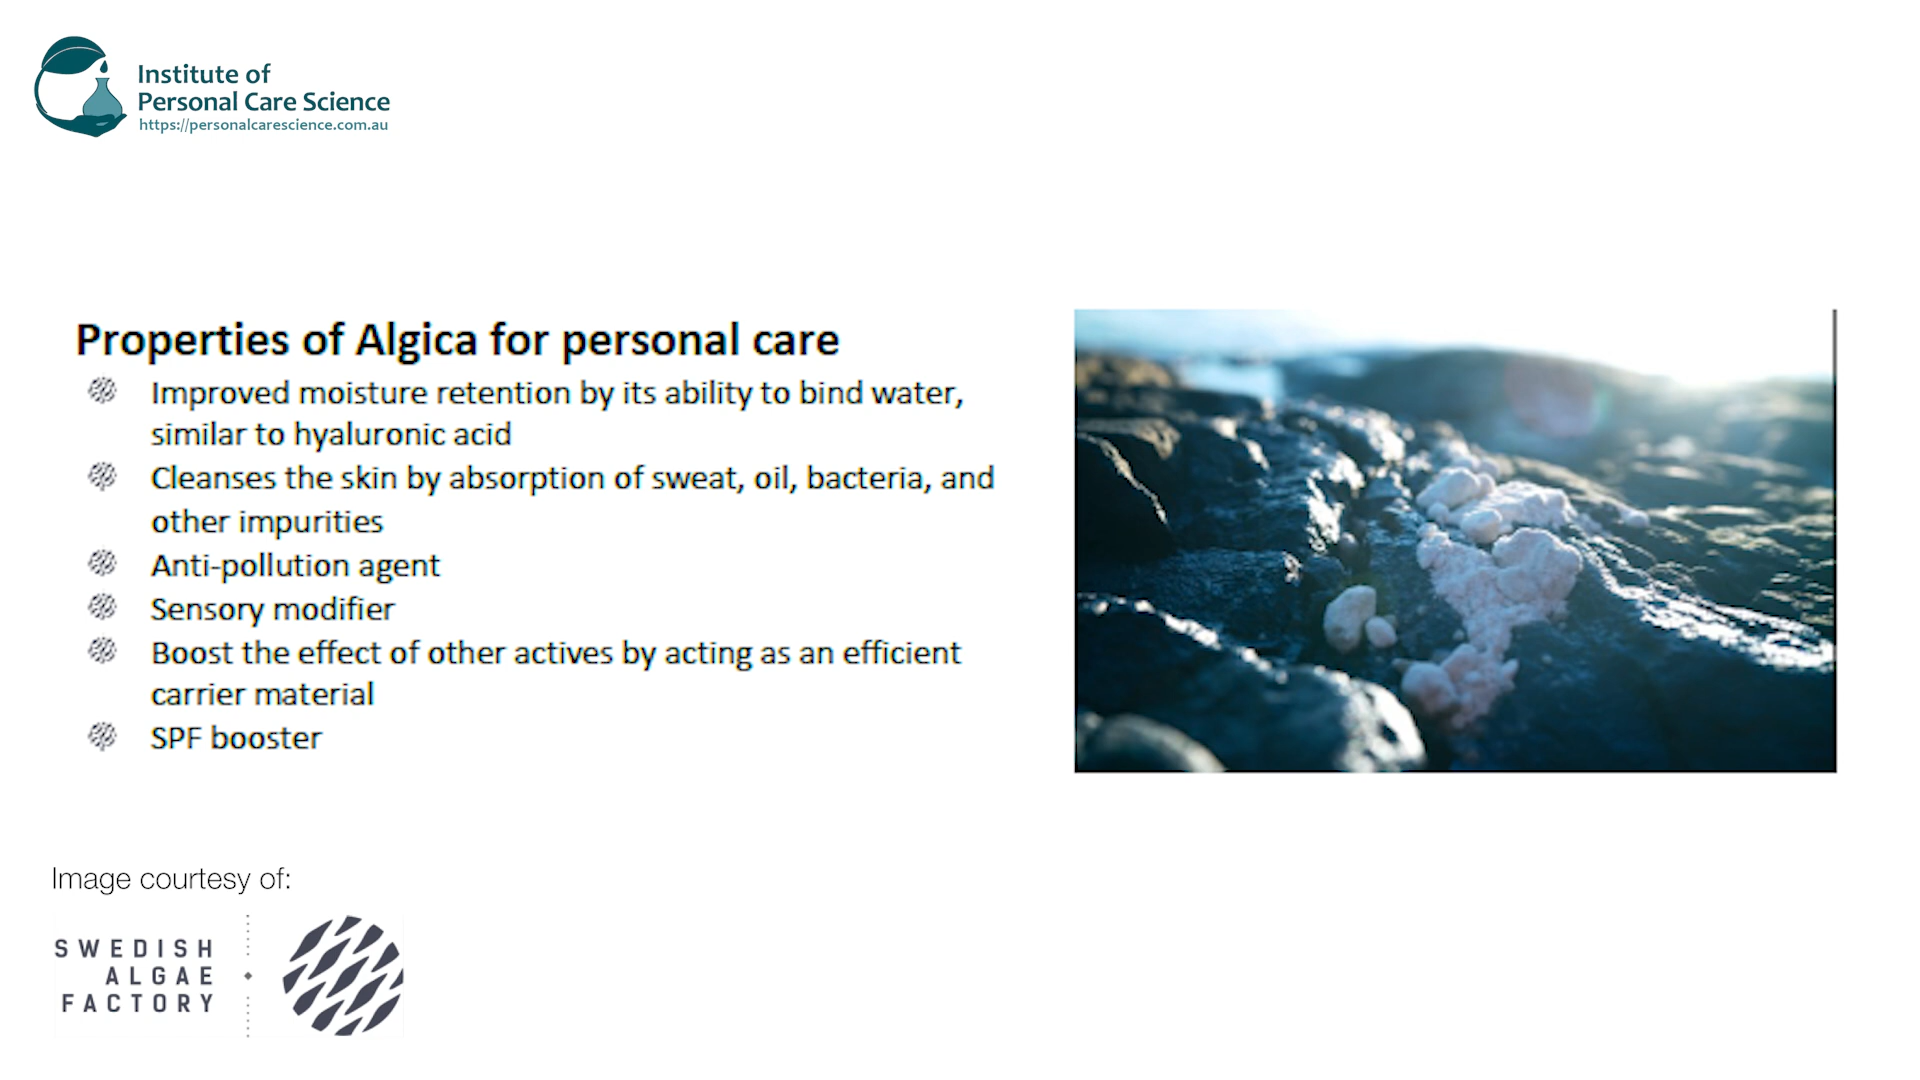 Institute of
Personal Care Science
https://personalcarescience.com.au
Properties of Algica for personal care
Improved moisture retention by its ability to bind water,
similar to hyaluronic acid
Cleanses the skin by absorption of sweat, oil, bacteria, and
other impurities
Anti-pollution agent
Sensory modifier
Boost the effect of other actives by acting as an efficient
carrier material
SPF booster
Image courtesy of:
SWEDISH
ALGAE
FACTORY